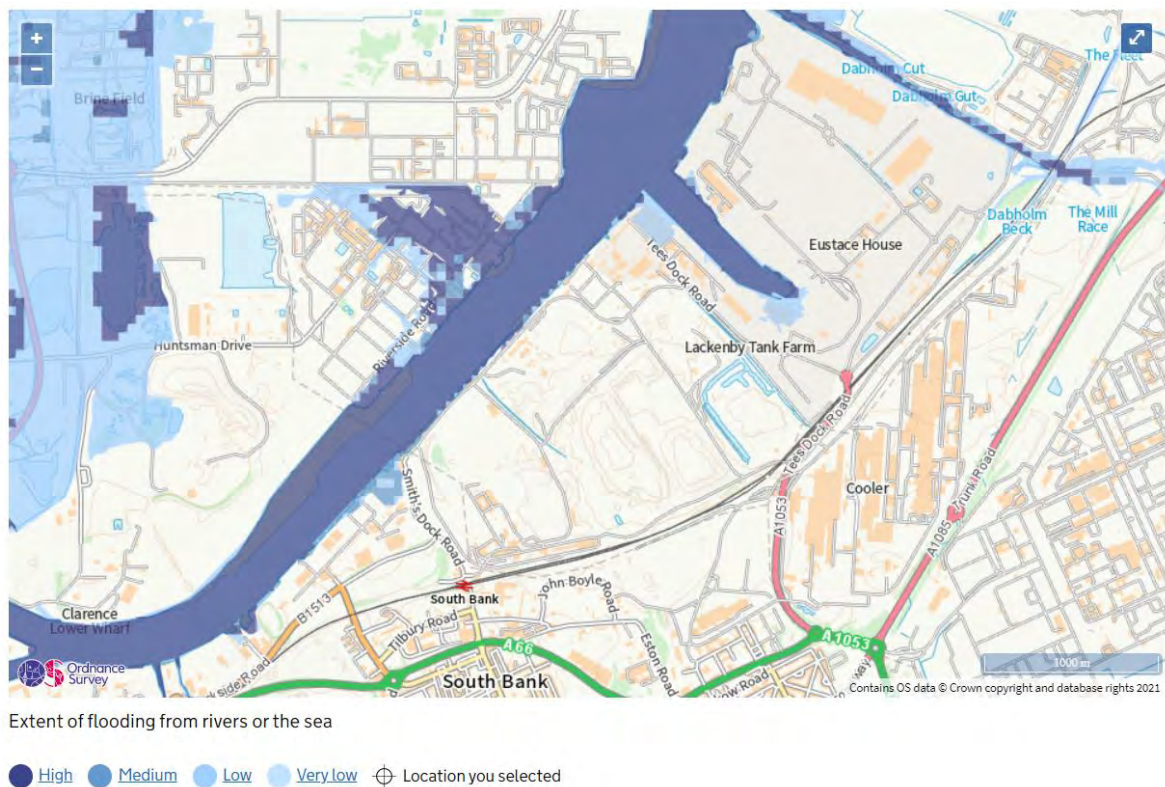 +
−
Brine Field
Dabholm Cut
The Fleet
Dabholm Gut
Dabholm
Beck
The Mill
Race
Eustace House
Tees Dock Road
Riverside Road
Huntsman Drive
Lackenby Tank Farm
Tees Dock Road
Cooler
A1053
A1085
Trunk Road
Smith's Dock Road
South Bank
John Boyle Road
Clarence
Lower Wharf
B1513
Tilbury Road
Eston Road
A66
A1053
South Bank
Ordnance
Survey
1000 m
Contains OS data © Crown copyright and database rights 2021
Extent of flooding from rivers or the sea
High Medium Low Very low Location you selected